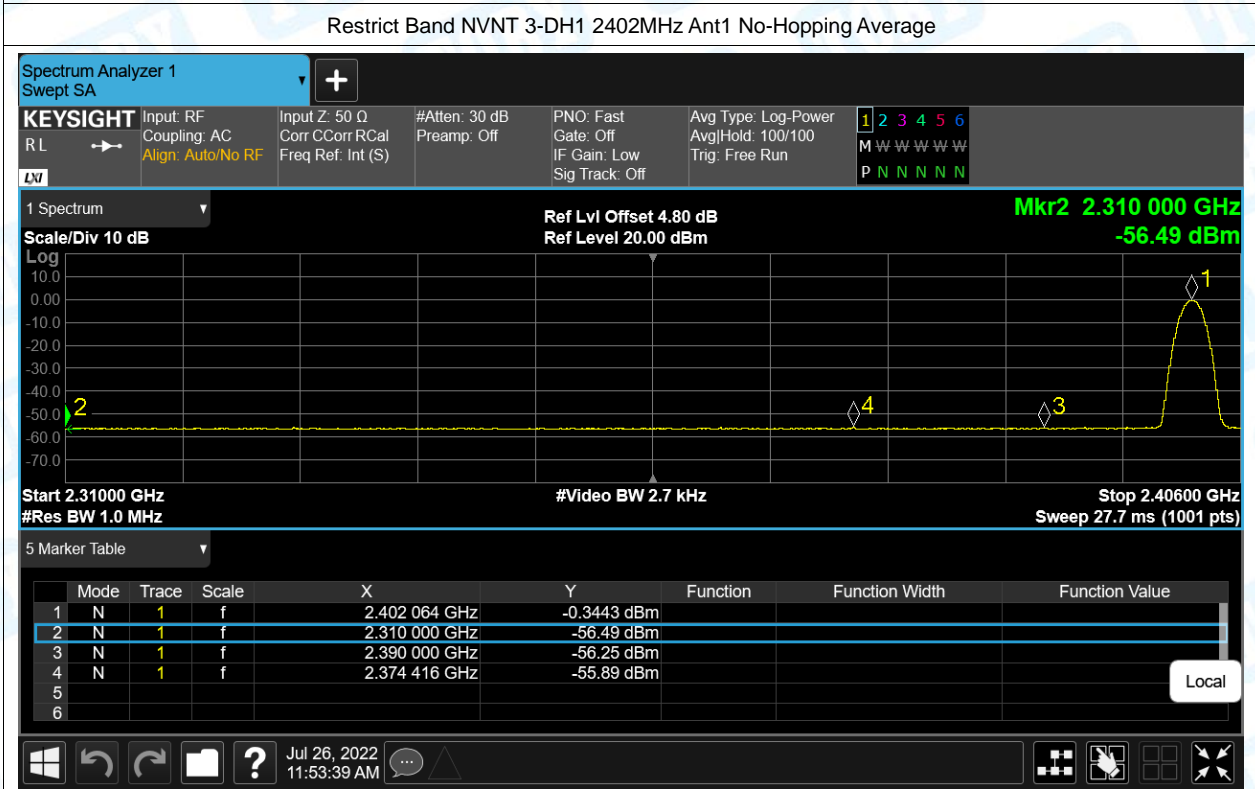 Restrict Band NVNT 3-DH1 2402MHz Ant1 No-Hopping Average
Spectrum Analyzer 1
Swept SA
KEYSIGHT Input: RF Input Z: 50 Ω #Atten: 30 dB PNO: Fast Avg Type: Log-Power 1 2 3 4 5 6
R L Coupling: AC Corr CCorr RCal Preamp: Off Gate: Off Avg|Hold: 100/100 M W W W W W
Align: Auto/No RF Freq Ref: Int (S) IF Gain: Low Trig: Free Run
LXI Sig Track: Off P N N N N N
1 Spectrum Ref Lvl Offset 4.80 dB Mkr2 2.310 000 GHz
Scale/Div 10 dB Ref Level 20.00 dBm -56.49 dBm
Log
10.0 1
0.00
-10.0
-20.0
-30.0
-40.0
-50.0 2 4 3
-60.0
-70.0
Start 2.31000 GHz #Video BW 2.7 kHz Stop 2.40600 GHz
#Res BW 1.0 MHz Sweep 27.7 ms (1001 pts)
5 Marker Table
Mode Trace Scale X Y Function Function Width Function Value
1 N 1 f 2.402 064 GHz -0.3443 dBm
2 N 1 f 2.310 000 GHz -56.49 dBm
3 N 1 f 2.390 000 GHz -56.25 dBm
4 N 1 f 2.374 416 GHz -55.89 dBm
5
6
Local
? Jul 26, 2022
11:53:39 AM